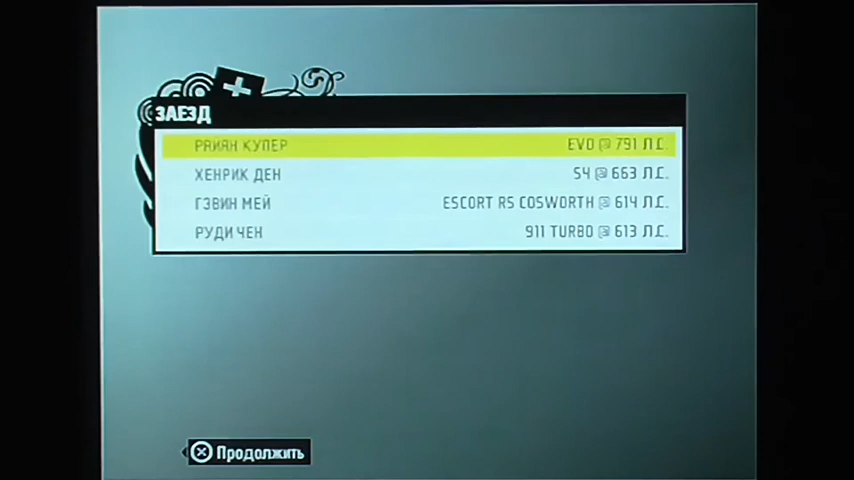 ЗАЕЗД
РАЙАН КУПЕР EVO @ 791 Л.С.
ХЕНРИК ДЕН S4 @ 663 Л.С.
ГЭВИН МЕЙ ESCORT RS COSWORTH @ 614 Л.С.
РУДИ ЧЕН 911 TURBO @ 613 Л.С.
Продолжить